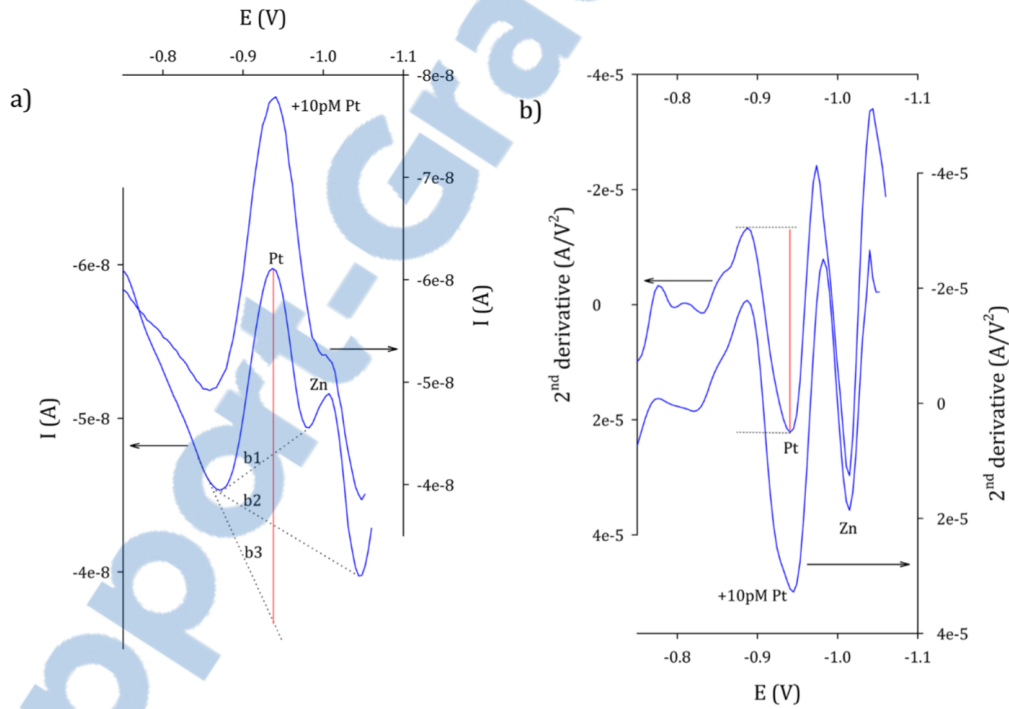 E (V)
-0.8 -0.9 -1.0 -1.1
a)
-8e-8
+10pM Pt
-7e-8
-6e-8
Pt
-6e-8
I (A)
Zn
-5e-8
-5e-8
I (A)
b1
-4e-8
b2
b3
-4e-8
b)
-4e-5
-0.8 -0.9 -1.0 -1.1
-4e-5
-2e-5
2nd derivative (A/V²)
-2e-5
0
0
2e-5
Pt
2nd derivative (A/V²)
Zn
2e-5
4e-5
+10pM Pt
4e-5
-0.8 -0.9 -1.0 -1.1
E (V)
pport-Gra